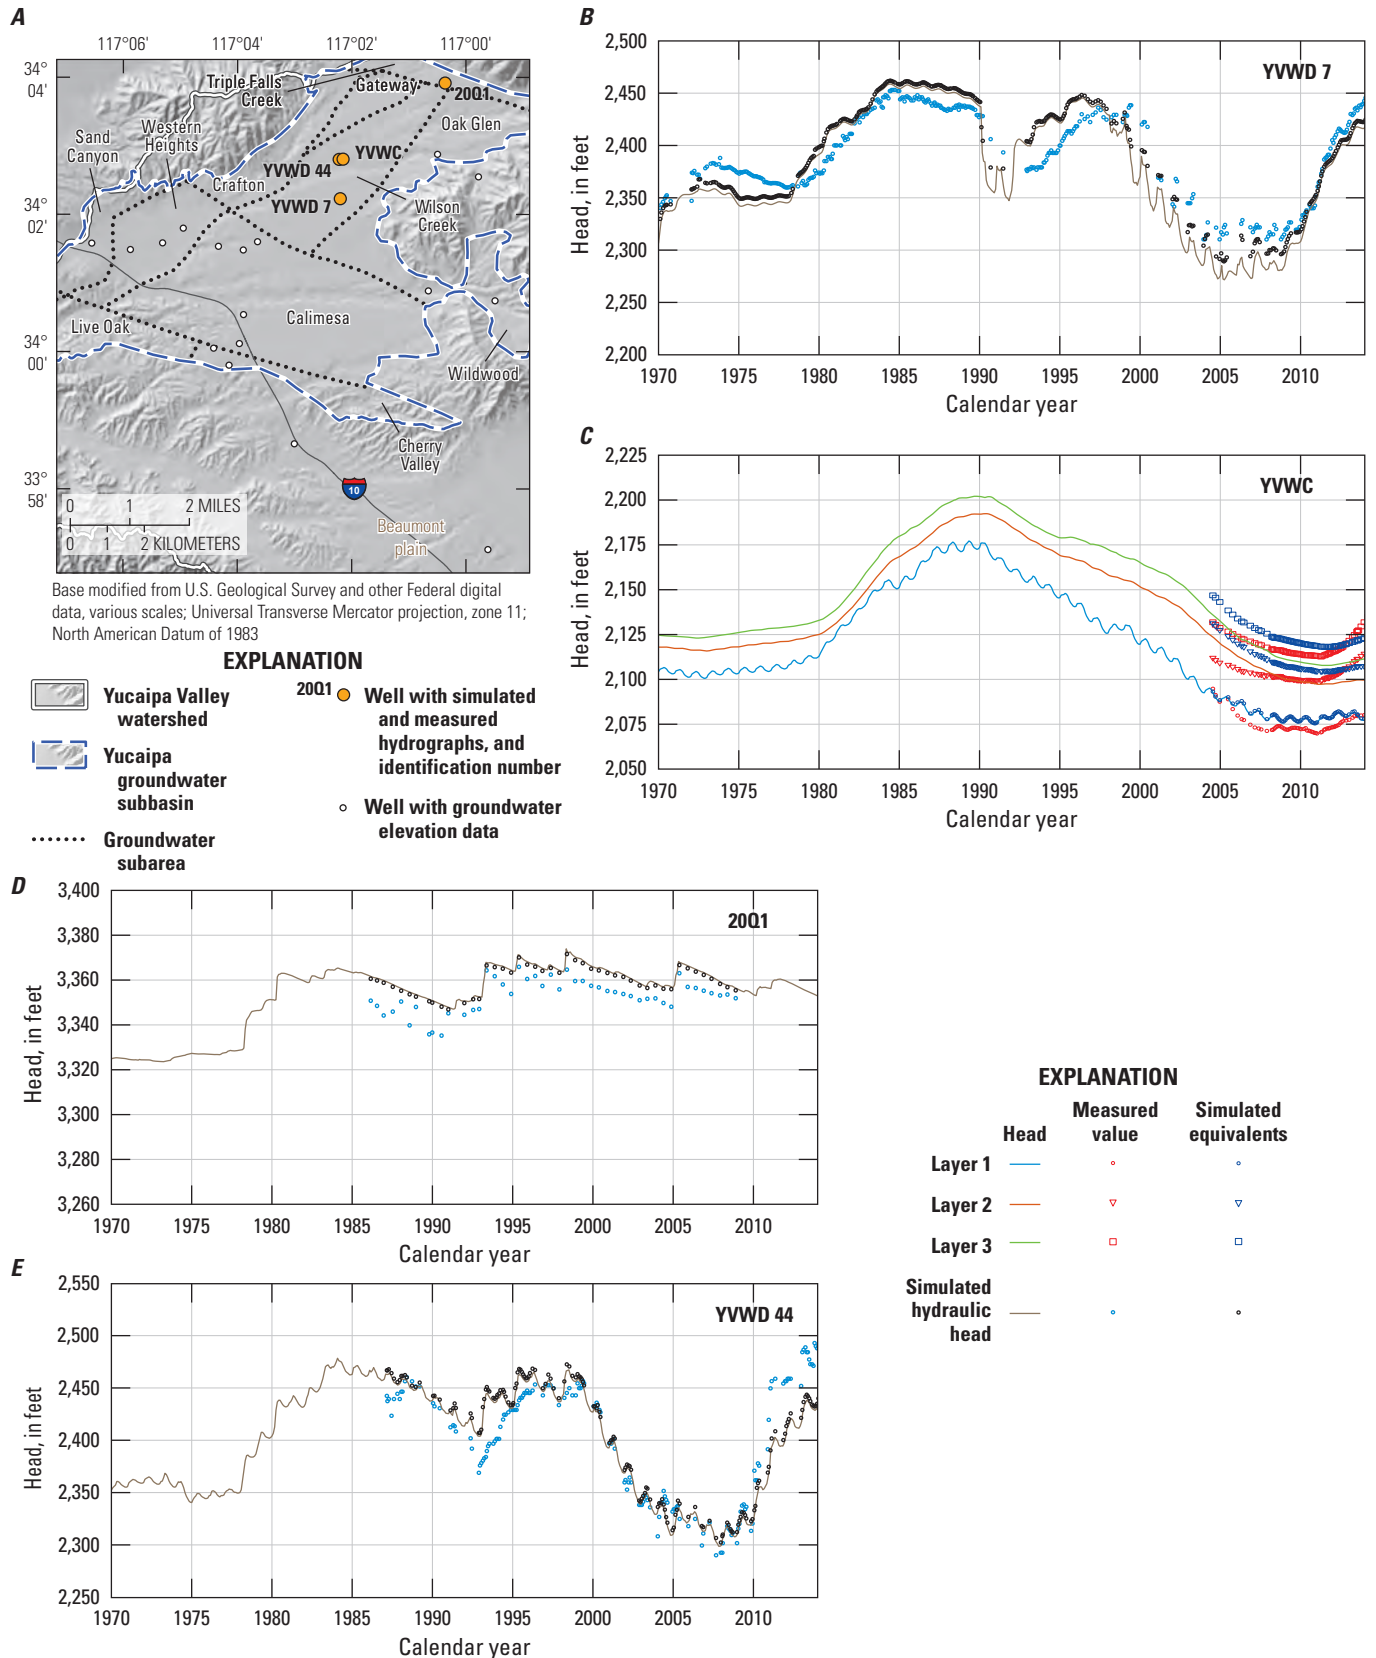 A
117°06'
117°04'
117°02'
117°00'
34°
04'
34°
02'
34°
00'
33°
58'
Triple Falls
Creek
Gateway
20Q1
Oak Glen
Sand
Canyon
Western
Heights
YVWC
YVWD 44
Crafton
YVWD 7
Wilson
Creek
Calimesa
Live Oak
Wildwood
Cherry
Valley
10
Beaumont
plain
0 1 2 MILES
0 1 2 KILOMETERS
Base modified from U.S. Geological Survey and other Federal digital
data, various scales; Universal Transverse Mercator projection, zone 11;
North American Datum of 1983
EXPLANATION
Yucaipa Valley
watershed
Yucaipa
groundwater
subbasin
Groundwater
subarea
20Q1
Well with simulated
and measured
hydrographs, and
identification number
Well with groundwater
elevation data
B
YVWD 7
Head, in feet
2,500
2,450
2,400
2,350
2,300
2,250
2,200
1970 1975 1980 1985 1990 1995 2000 2005 2010
Calendar year
C
YVWC
Head, in feet
2,225
2,200
2,175
2,150
2,125
2,100
2,075
2,050
1970 1975 1980 1985 1990 1995 2000 2005 2010
Calendar year
D
20Q1
Head, in feet
3,400
3,380
3,360
3,340
3,320
3,300
3,280
3,260
1970 1975 1980 1985 1990 1995 2000 2005 2010
Calendar year
E
YVWD 44
Head, in feet
2,550
2,500
2,450
2,400
2,350
2,300
2,250
1970 1975 1980 1985 1990 1995 2000 2005 2010
Calendar year
EXPLANATION
Head
Measured
value
Simulated
equivalents
Layer 1
Layer 2
Layer 3
Simulated
hydraulic
head